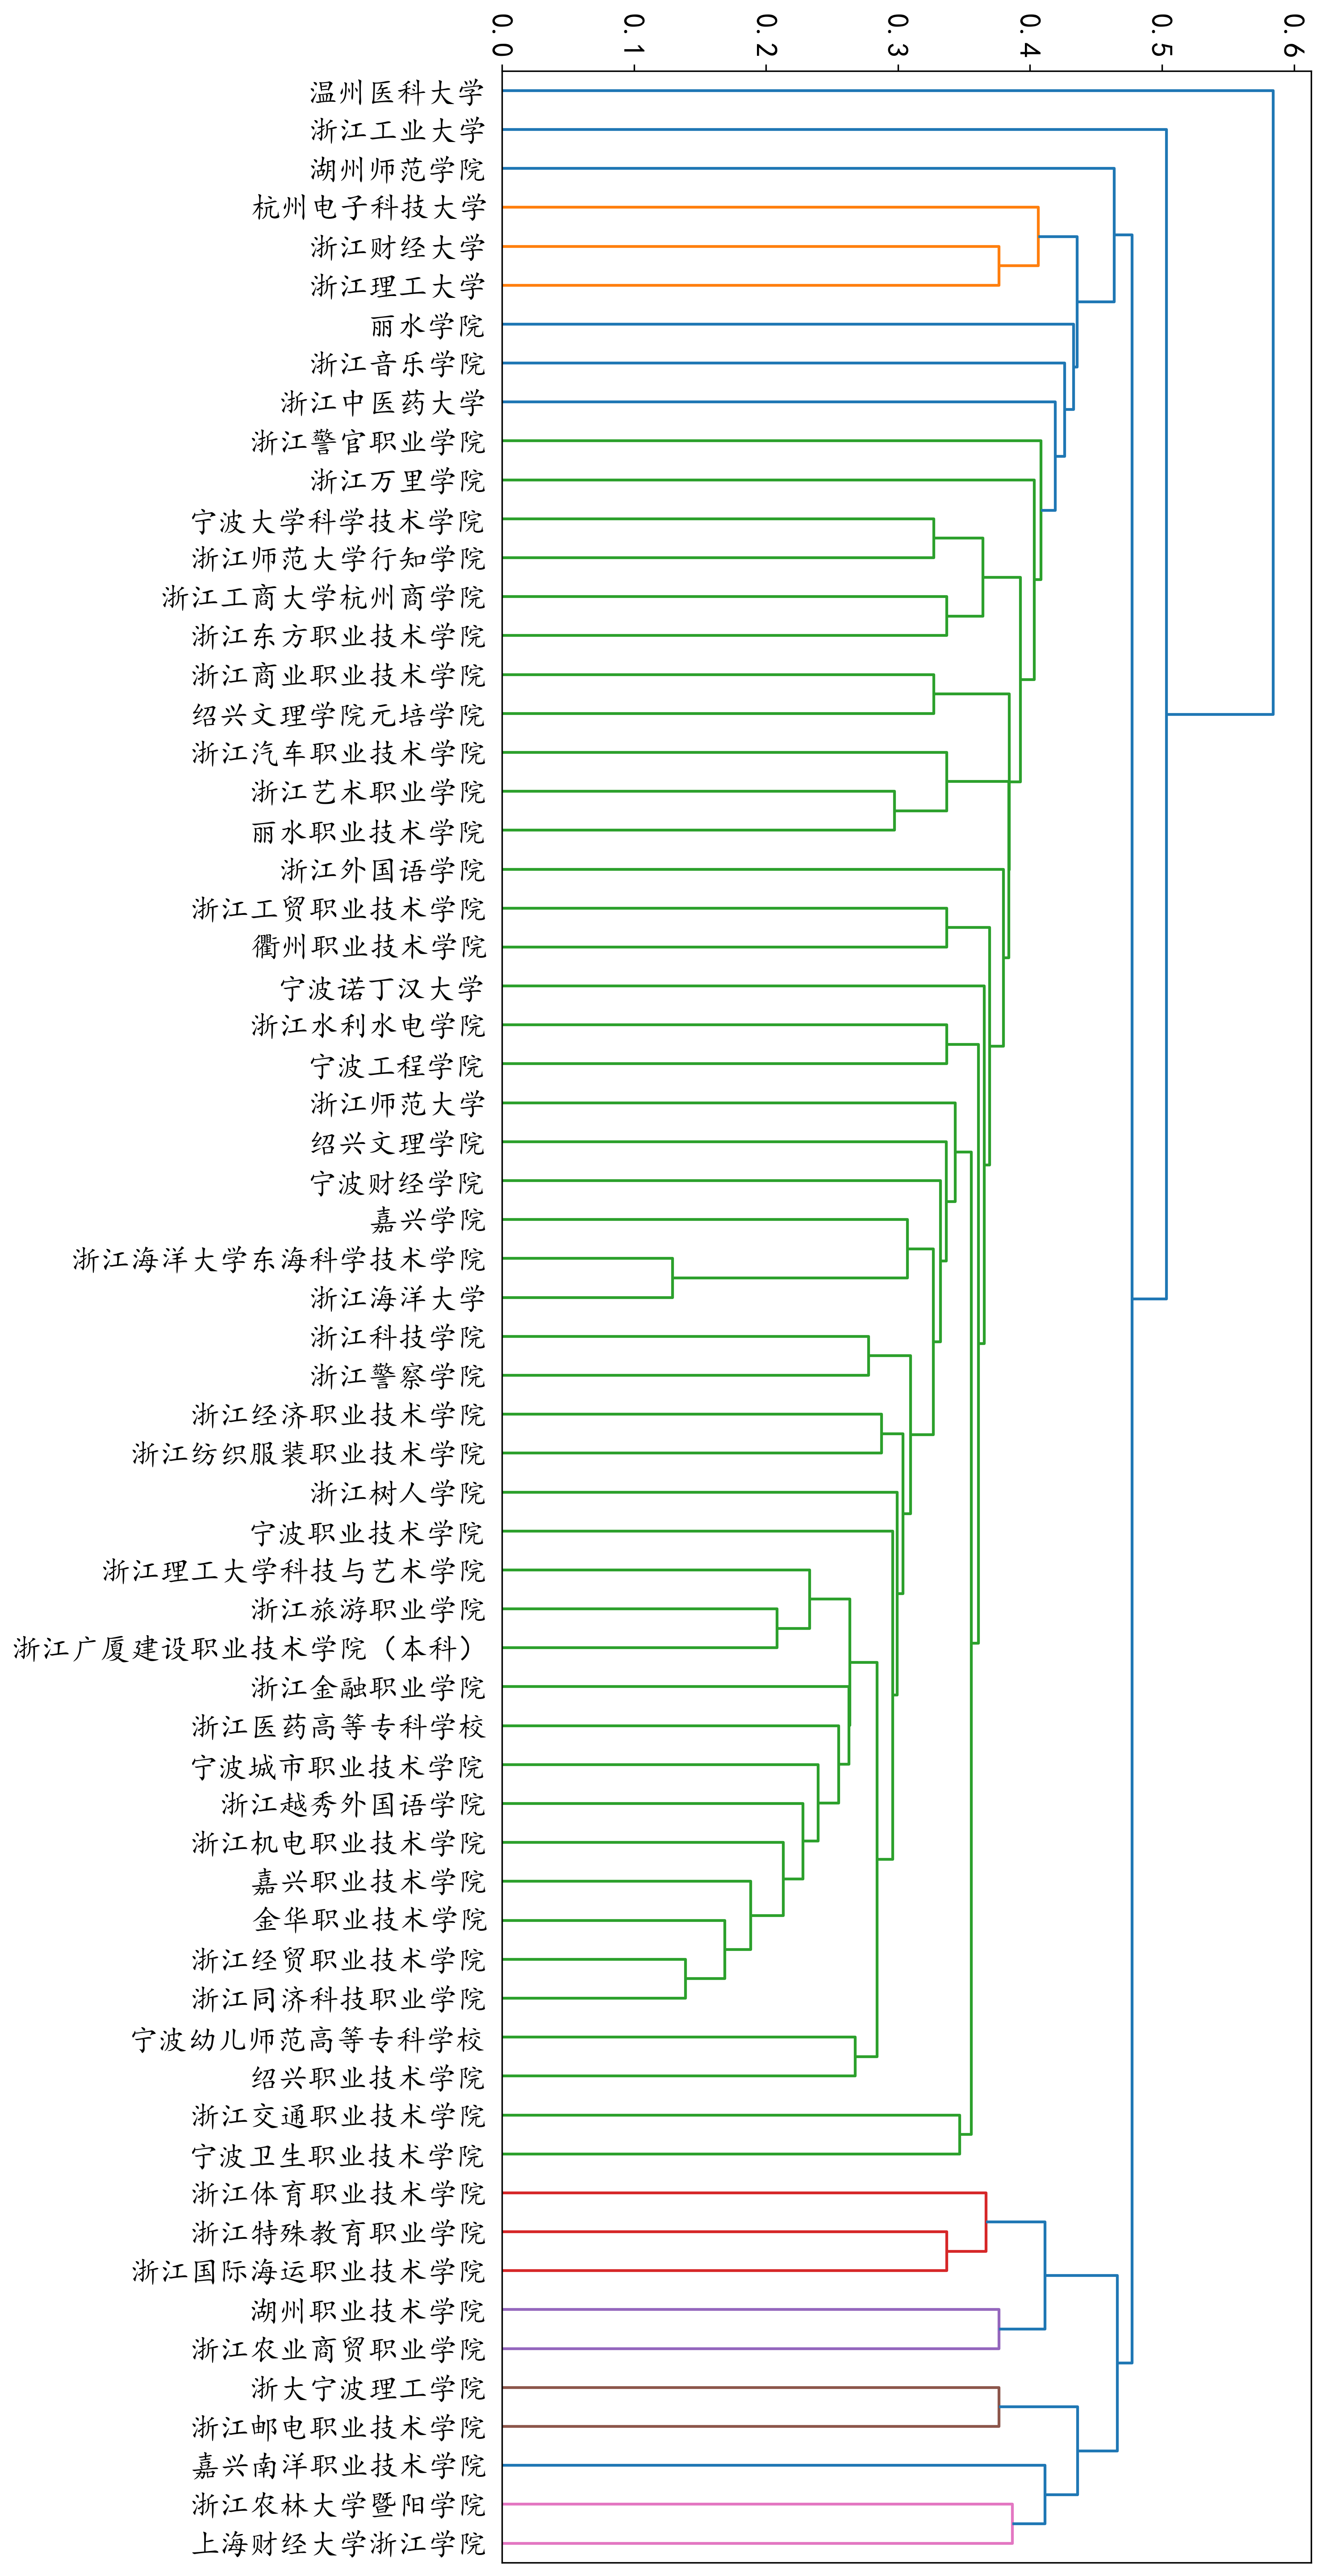 0.0
0.1
0.2
0.3
0.4
0.5
0.6
温州医科大学
浙江工业大学
湖州师范学院
杭州电子科技大学
浙江财经大学
浙江理工大学
丽水学院
浙江音乐学院
浙江中医药大学
浙江警官职业学院
浙江万里学院
宁波大学科学技术学院
浙江师范大学行知学院
浙江工商大学杭州商学院
浙江东方职业技术学院
浙江商业职业技术学院
绍兴文理学院元培学院
浙江汽车职业技术学院
浙江艺术职业学院
丽水职业技术学院
浙江外国语学院
浙江工贸职业技术学院
衢州职业技术学院
宁波诺丁汉大学
浙江水利水电学院
宁波工程学院
浙江师范大学
绍兴文理学院
宁波财经学院
嘉兴学院
浙江海洋大学东海科学技术学院
浙江海洋大学
浙江科技学院
浙江警察学院
浙江经济职业技术学院
浙江纺织服装职业技术学院
浙江树人学院
宁波职业技术学院
浙江理工大学科技与艺术学院
浙江旅游职业学院
浙江广厦建设职业技术学院（本科）
浙江金融职业学院
浙江医药高等专科学校
宁波城市职业技术学院
浙江越秀外国语学院
浙江机电职业技术学院
嘉兴职业技术学院
金华职业技术学院
浙江经贸职业技术学院
浙江同济科技职业学院
宁波幼儿师范高等专科学校
绍兴职业技术学院
浙江交通职业技术学院
宁波卫生职业技术学院
浙江体育职业技术学院
浙江特殊教育职业学院
浙江国际海运职业技术学院
湖州职业技术学院
浙江农业商贸职业学院
浙大宁波理工学院
浙江邮电职业技术学院
嘉兴南洋职业技术学院
浙江农林大学暨阳学院
上海财经大学浙江学院